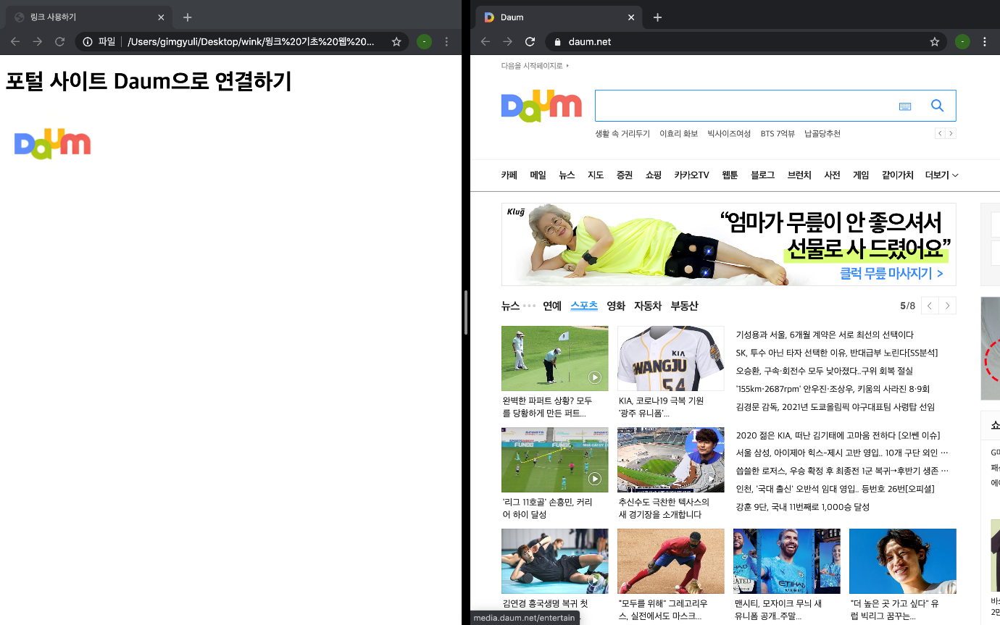 링크 사용하기
파일
/Users/gimgyuli/Desktop/wink/윙크%20기초%20웹%20...
포털 사이트 Daum으로 연결하기
Daum
Daum
daum.net
다음을 시작페이지로
Daum
생활 속 거리두기 이효리 화보 빅사이즈여성 BTS 7억뷰 납골당추천
카페 메일 뉴스 지도 증권 쇼핑 카카오TV 웹툰 블로그 브런치 사전 게임 같이가치 더보기
Klug
“엄마가 무릎이 안 좋으셔서
선물로 사 드렸어요”
클럭 무릎 마사지기 >
뉴스 연예 스포츠 영화 자동차 부동산 5/8
KIA
WANGJU
54
완벽한 파퍼트 상황? 모두
를 당황하게 만든 퍼트...
KIA, 코로나19 극복 기원
'광주 유니폼'...
기성용과 서울, 6개월 계약은 서로 최선의 선택이다
SK, 투수 아닌 타자 선택한 이유, 반대급부 노린다[SS분석]
오승환, 구속·회전수 모두 낮아졌다..구위 회복 절실
'155km·2687rpm' 안우진·조상우, 키움의 사라진 8·9회
김경문 감독, 2021년 도쿄올림픽 야구대표팀 사령탑 선임
'리그 11호골' 손흥민, 커리
어 하이 달성
추신수도 극찬한 텍사스의
새 경기장을 소개합니다
2020 젊은 KIA, 떠난 김기태에 고마움 전하다 [오!쎈 이슈]
서울 삼성, 아이제아 힉스-제시 고반 영입.. 10개 구단 외인 …
씁쓸한 로저스, 우승 확정 후 최종전 1군 복귀→후반기 생존 …
인천, '국대 출신' 오반석 임대 영입.. 등번호 26번[오피셜]
강훈 9단, 국내 11번째로 1,000승 달성
ETIHAD
김연경 흥국생명 복귀 첫
"모두를 위해" 그레고리우
스, 실전에서도 마스크...
맨시티, 모자이크 무늬 새
유니폼 공개..주말...
"더 높은 곳 가고 싶다" 유
럽 빅리그 꿈꾸는...
media.daum.net/entertain